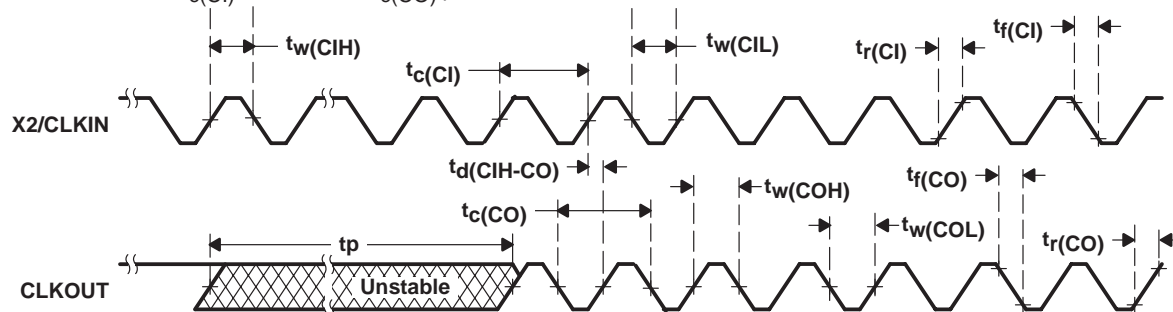 tw(CIH)
tc(CI)
tw(CIL)
tr(CI)
tf(CI)
X2/CLKIN
td(CIH-CO)
tc(CO)
tw(COH)
tf(CO)
tw(COL)
tr(CO)
tp
CLKOUT
Unstable